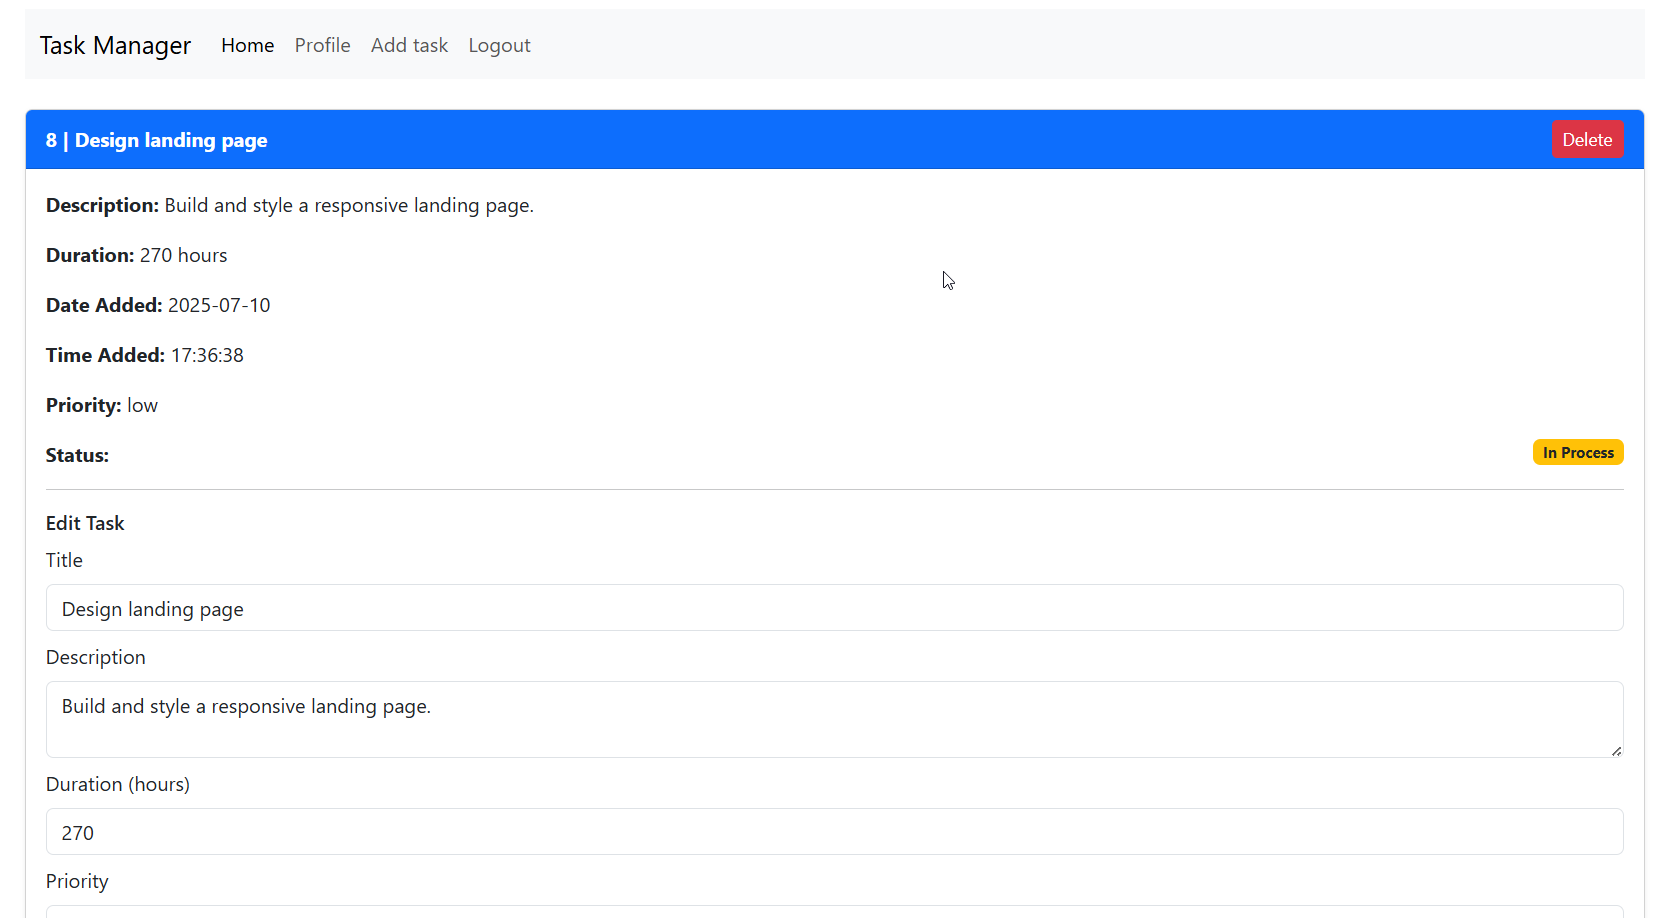 Task Manager Home Profile Add task Logout
8 | Design landing page Delete
Description: Build and style a responsive landing page.
Duration: 270 hours
Date Added: 2025-07-10
Time Added: 17:36:38
Priority: low
Status: In Process
Edit Task
Title
Design landing page
Description
Build and style a responsive landing page.
Duration (hours)
270
Priority